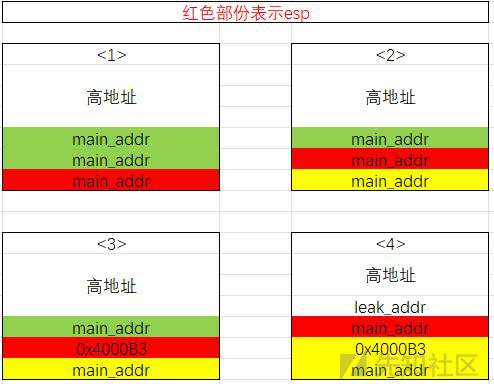 红色部份表示esp
<1>
高地址
main_addr
main_addr
main_addr
<2>
高地址
main_addr
main_addr
main_addr
<3>
高地址
main_addr
0x4000B3
main_addr
<4>
高地址
leak_addr
main_addr
0x4000B3
main_addr
先知社区